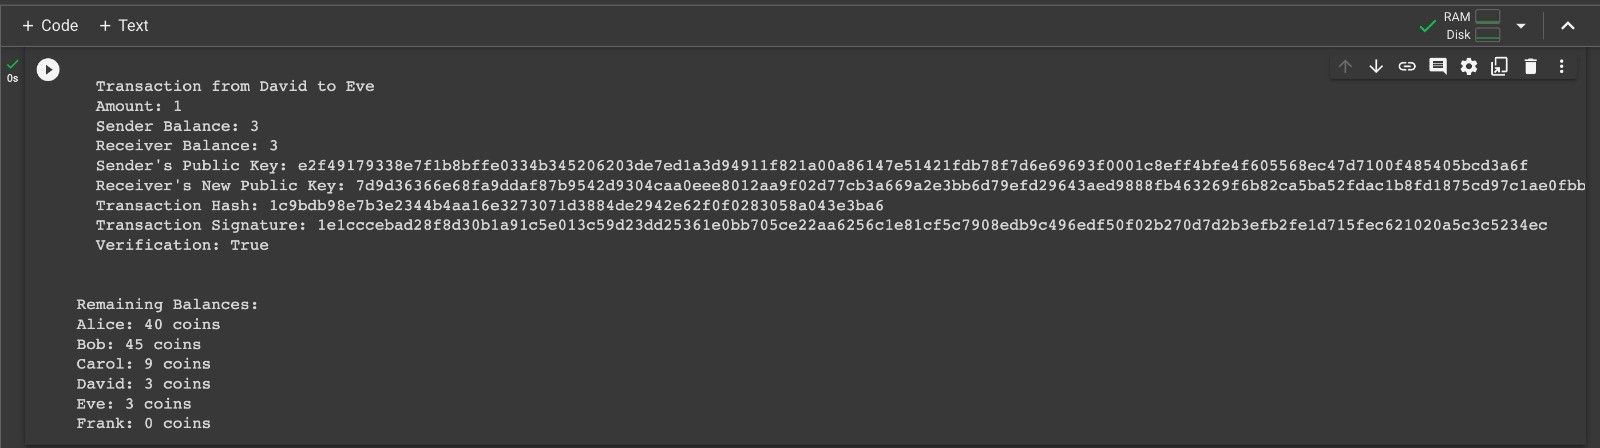 + Code + Text
RAM
Disk
0s
Transaction from David to Eve
Amount: 1
Sender Balance: 3
Receiver Balance: 3
Sender's Public Key: e2f49179338e7f1b8bffe0334b345206203de7ed1a3d94911f821a00a86147e51421fdb78f7d6e69693f0001c8eff4bfe4f605568ec47d7100f485405bcd3a6f
Receiver's New Public Key: 7d9d36366e68fa9ddaf87b9542d9304caa0eee8012aa9f02d77cb3a669a2e3bb6d79efd29643aed9888fb463269f6b82ca5ba52fdac1b8fd1875cd97c1ae0fbb
Transaction Hash: 1c9bdb98e7b3e2344b4aa16e3273071d3884de2942e62f0f0283058a043e3ba6
Transaction Signature: 1e1cccebad28f8d30b1a91c5e013c59d23dd25361e0bb705ce22aa6256c1e81cf5c7908edb9c496edf50f02b270d7d2b3efb2fe1d715fec621020a5c3c5234ec
Verification: True
Remaining Balances:
Alice: 40 coins
Bob: 45 coins
Carol: 9 coins
David: 3 coins
Eve: 3 coins
Frank: 0 coins